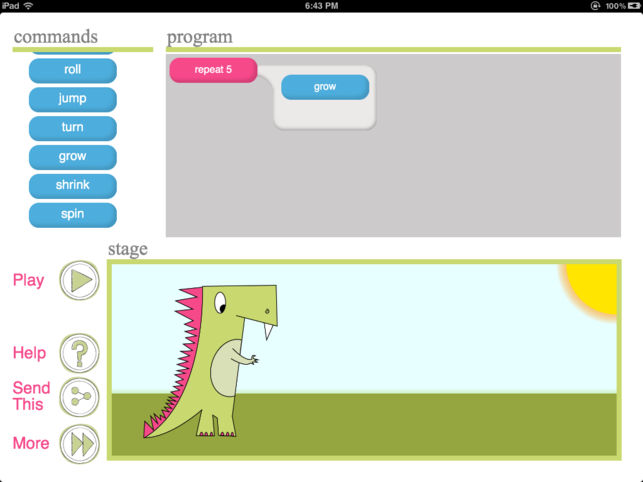 iPad 6:43 PM 100%
commands program
roll
repeat 5
grow
jump
turn
grow
shrink
spin
stage
Play
Help
Send
This
More